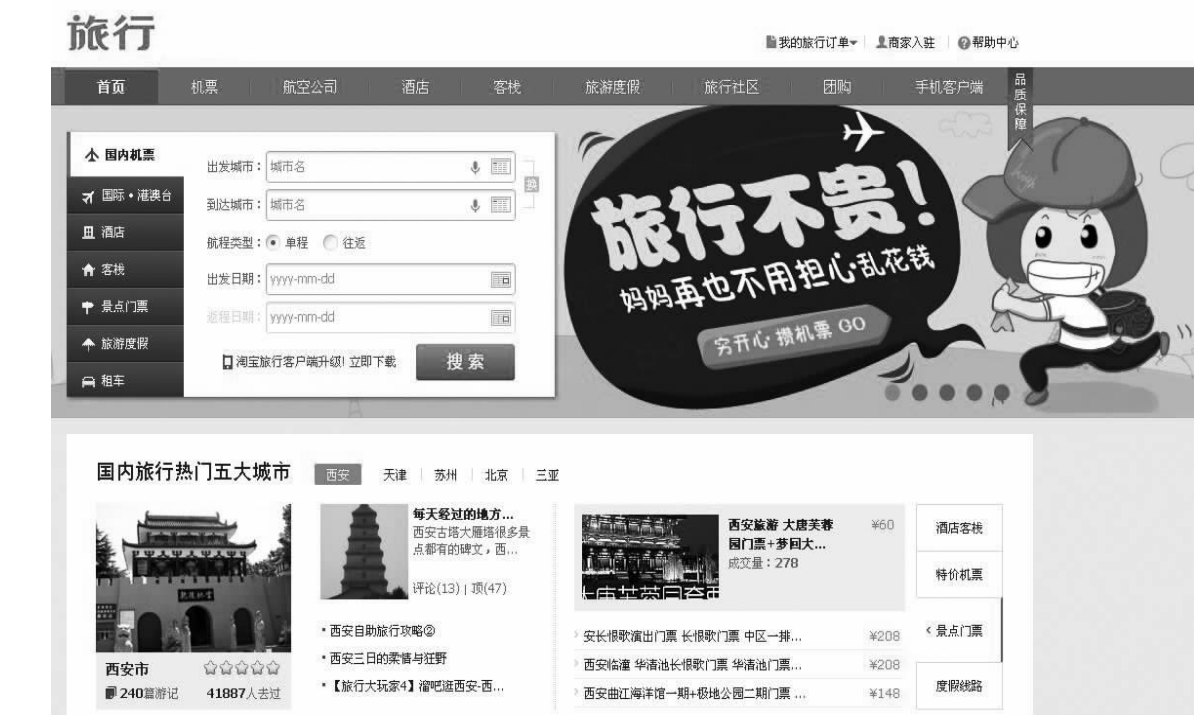 旅行
我的旅行订单 商家入驻 帮助中心
首页 机票 航空公司 酒店 客栈 旅游度假 旅行社区 团购 手机客户端
品质保障
国内机票
国际·港澳台
酒店
客栈
景点门票
旅游度假
租车
出发城市: 城市名
到达城市: 城市名
换
航程类型: 单程 往返
出发日期: yyyy-mm-dd
返程日期: yyyy-mm-dd
淘宝旅行客户端升级! 立即下载
搜索
旅行不贵!
妈妈再也不用担心乱花钱
穷开心 攒机票 GO
国内旅行热门五大城市 西安 天津 苏州 北京 三亚
西安市
240篇游记 41887人去过
每天经过的地方...
西安古塔大雁塔很多景
点都有的碑文,西...
评论(13) | 顶(47)
• 西安自助旅行攻略②
• 西安三日的柔情与狂野
• 【旅行大玩家4】溜吧逛西安-西...
西安旅游 大唐芙蓉 ¥60
园门票+梦回大...
成交量:278
安长恨歌演出门票 长恨歌门票 中区一排... ¥208
西安临潼 华清池长恨歌门票 华清池门票... ¥208
西安曲江海洋馆一期+极地公园二期门票 ... ¥148
酒店客栈
特价机票
< 景点门票
度假线路